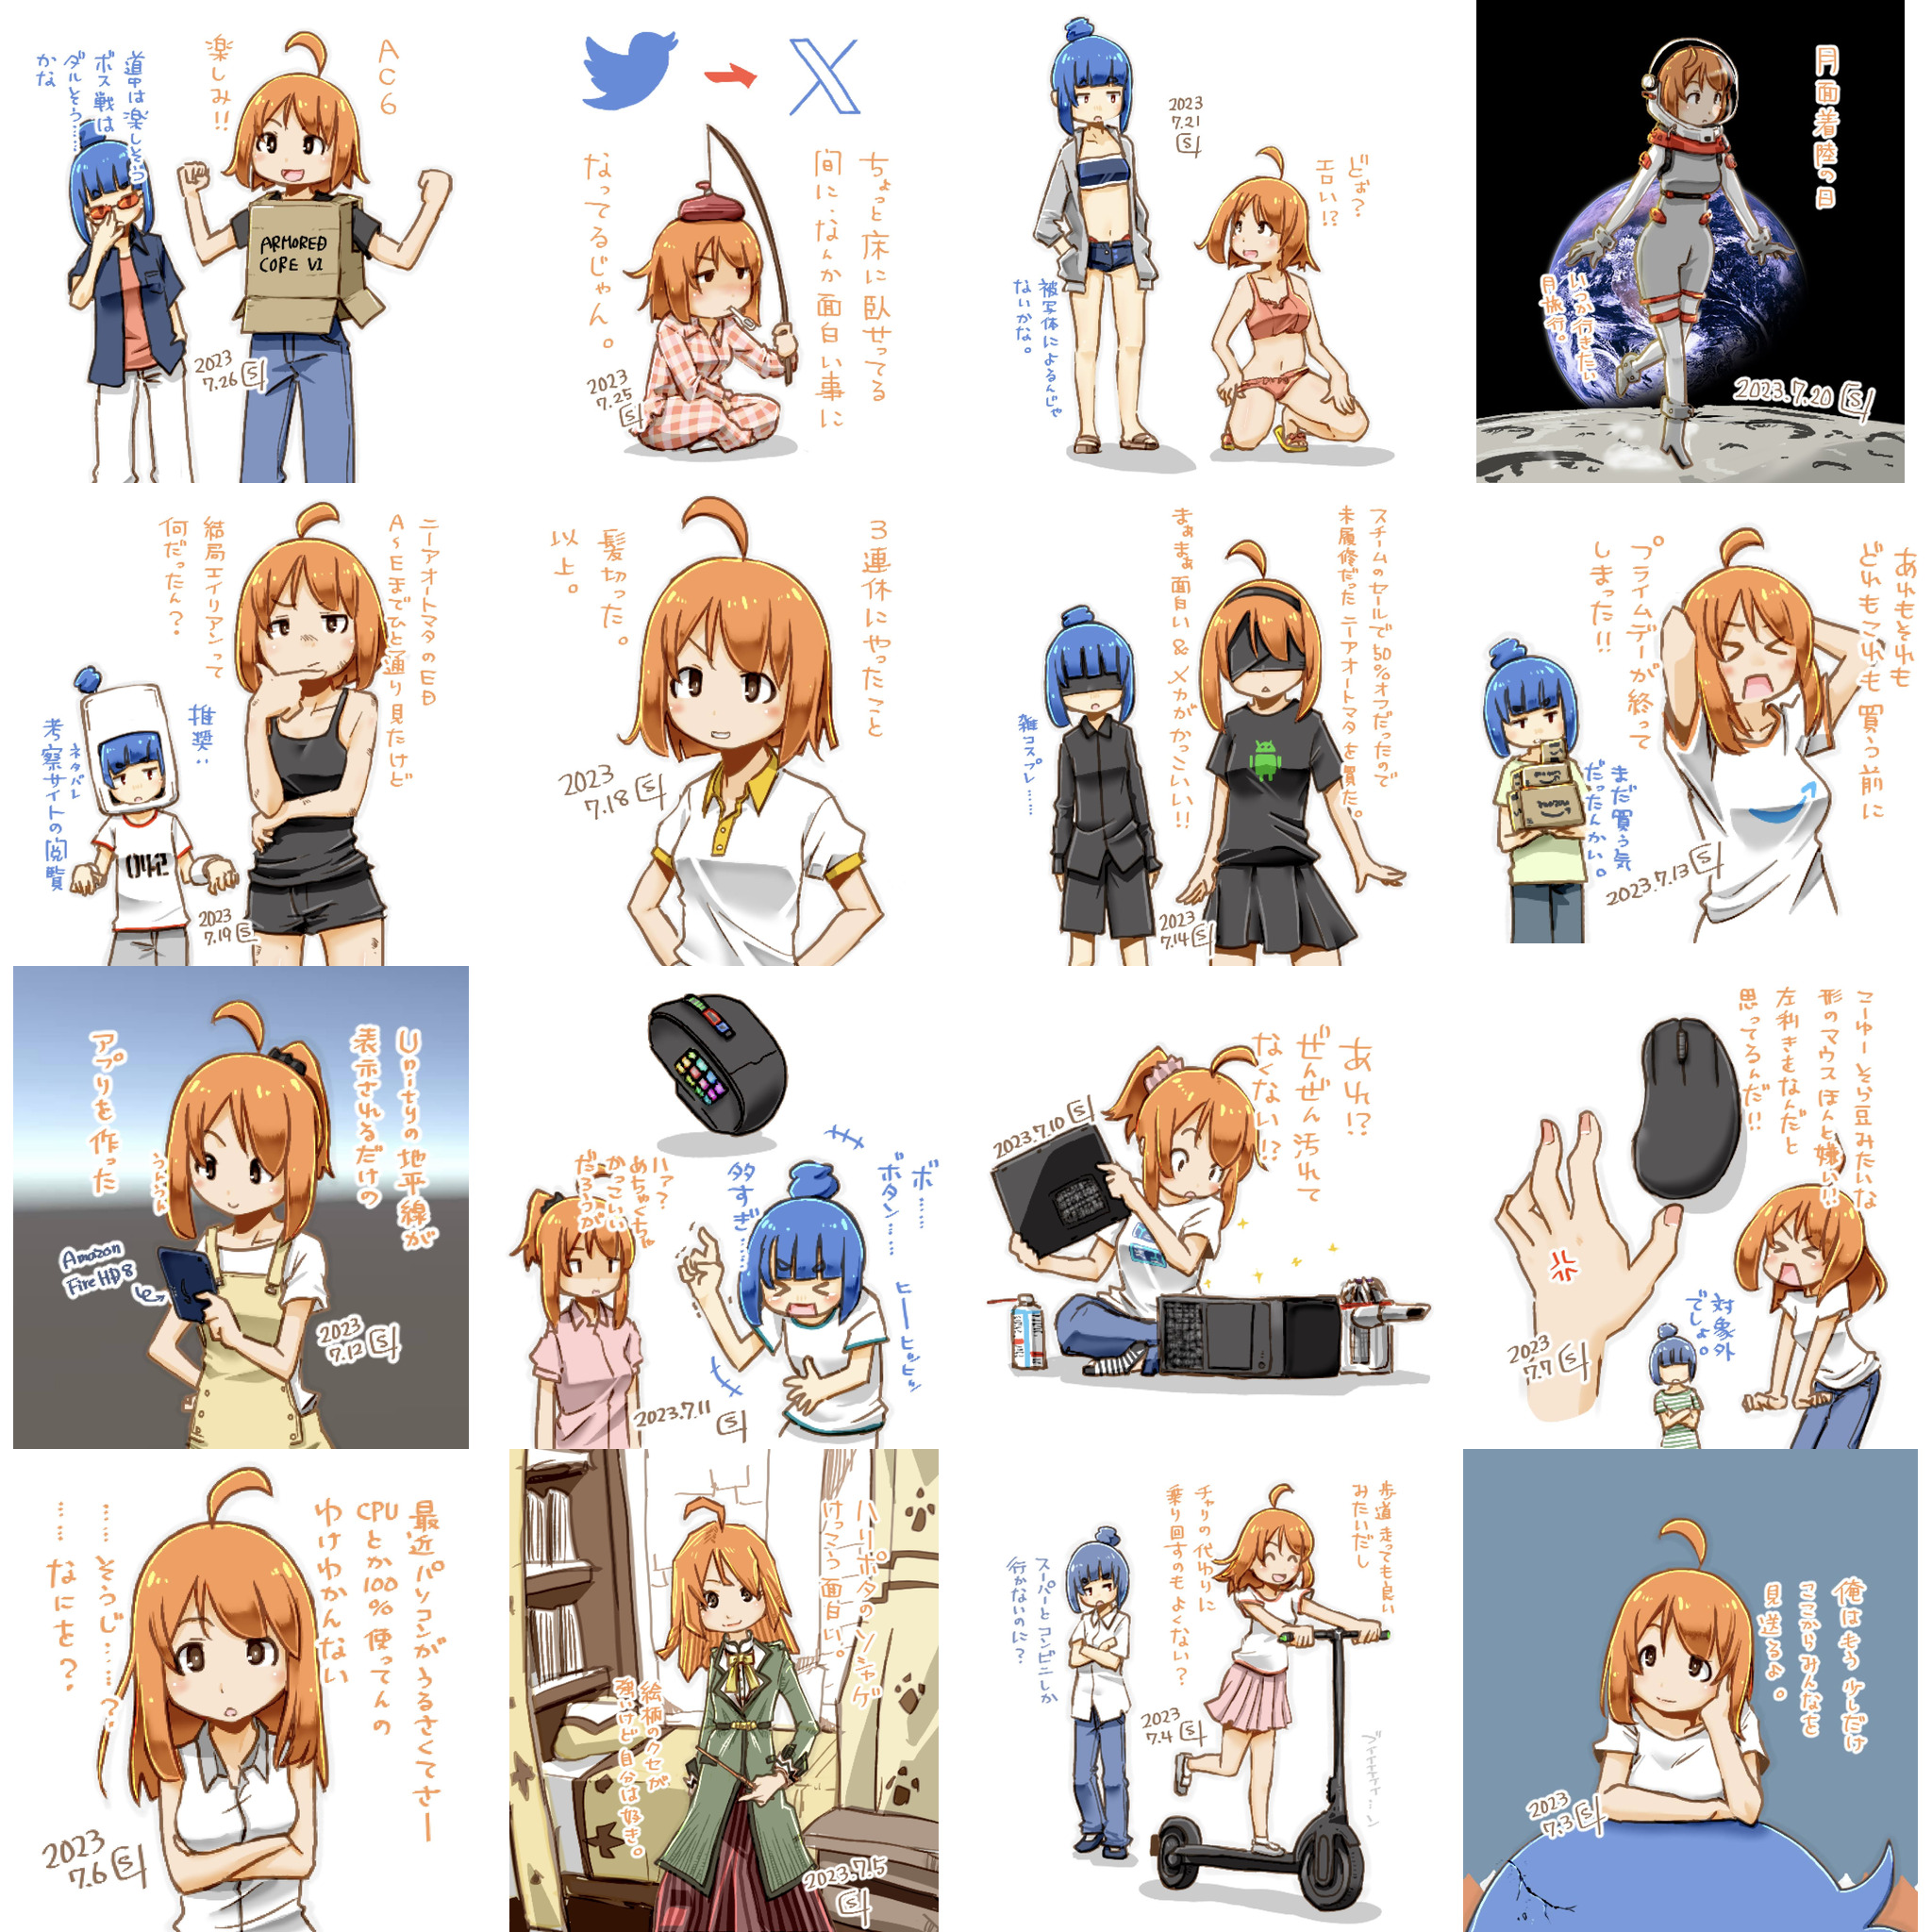 AC6
楽しみ!!
道中は楽しそう
ボス戦は
ダルそう……
かな
ARMORED
CORE VI
2023
7.26
ちょっと床に臥せってる
間に、なんか面白い事に
なってるじゃん。
2023
7.25
2023
7.21
どぉ?
エロい!?
被写体によるんじゃ
ないかな。
月面着陸の日
いつか行きたい
月旅行。
2023.7.20
ニーアオートマタのED
A~Eまでひと通り見たけど
結局エイリアンって
何だったん?
推奨:
ネタバレ
考察サイトの閲覧
2023
7.19
3連休にやったこと
髪切った。
以上。
2023
7.18
スチームのセールで50%オフだったので
未履修だったニーアオートマタを買た。
まぁまぁ面白い&メカがかっこいい!!
雑コスプレ……
2023
7.14
あれもそれも
どれもこれも買う前に
プライムデーが終って
しまった!!
まだ買う気
だったんかい。
2023.7.13
Unityの地平線が
表示されるだけの
アプリを作った
うんうん
Amazon
Fire HD 8
2023
7.12
ボ……
ボタン…
多すぎ……
ヒーーヒッヒッ
ハァ?
めちゃくちゃ
かっこいい
だろうが
2023.7.11
あれ!?
ぜんぜん汚れて
なくない!?
2023.7.10
こーゆーそら豆みたいな
形のマウスほんと嫌い!!
左利きをなんだと
思ってるんだ!!
対象外
でしょ。
2023
7.7
最近パソコンがうるさくてさー
CPUとか100%使ってんの
わけわかんない
……そうじ……?
……なにを?
2023
7.6
ハリポタのソシャゲ
けっこう面白い。
絵柄のクセが
強いけど自分は好き。
2023.7.5
歩道走っても良い
みたいだし
チャリの代わりに
乗り回すのもよくない?
スーパーとコンビニしか
行かないのに?
2023
7.4
俺はもう少しだけ
ここからみんなを
見送るよ。
2023
7.3